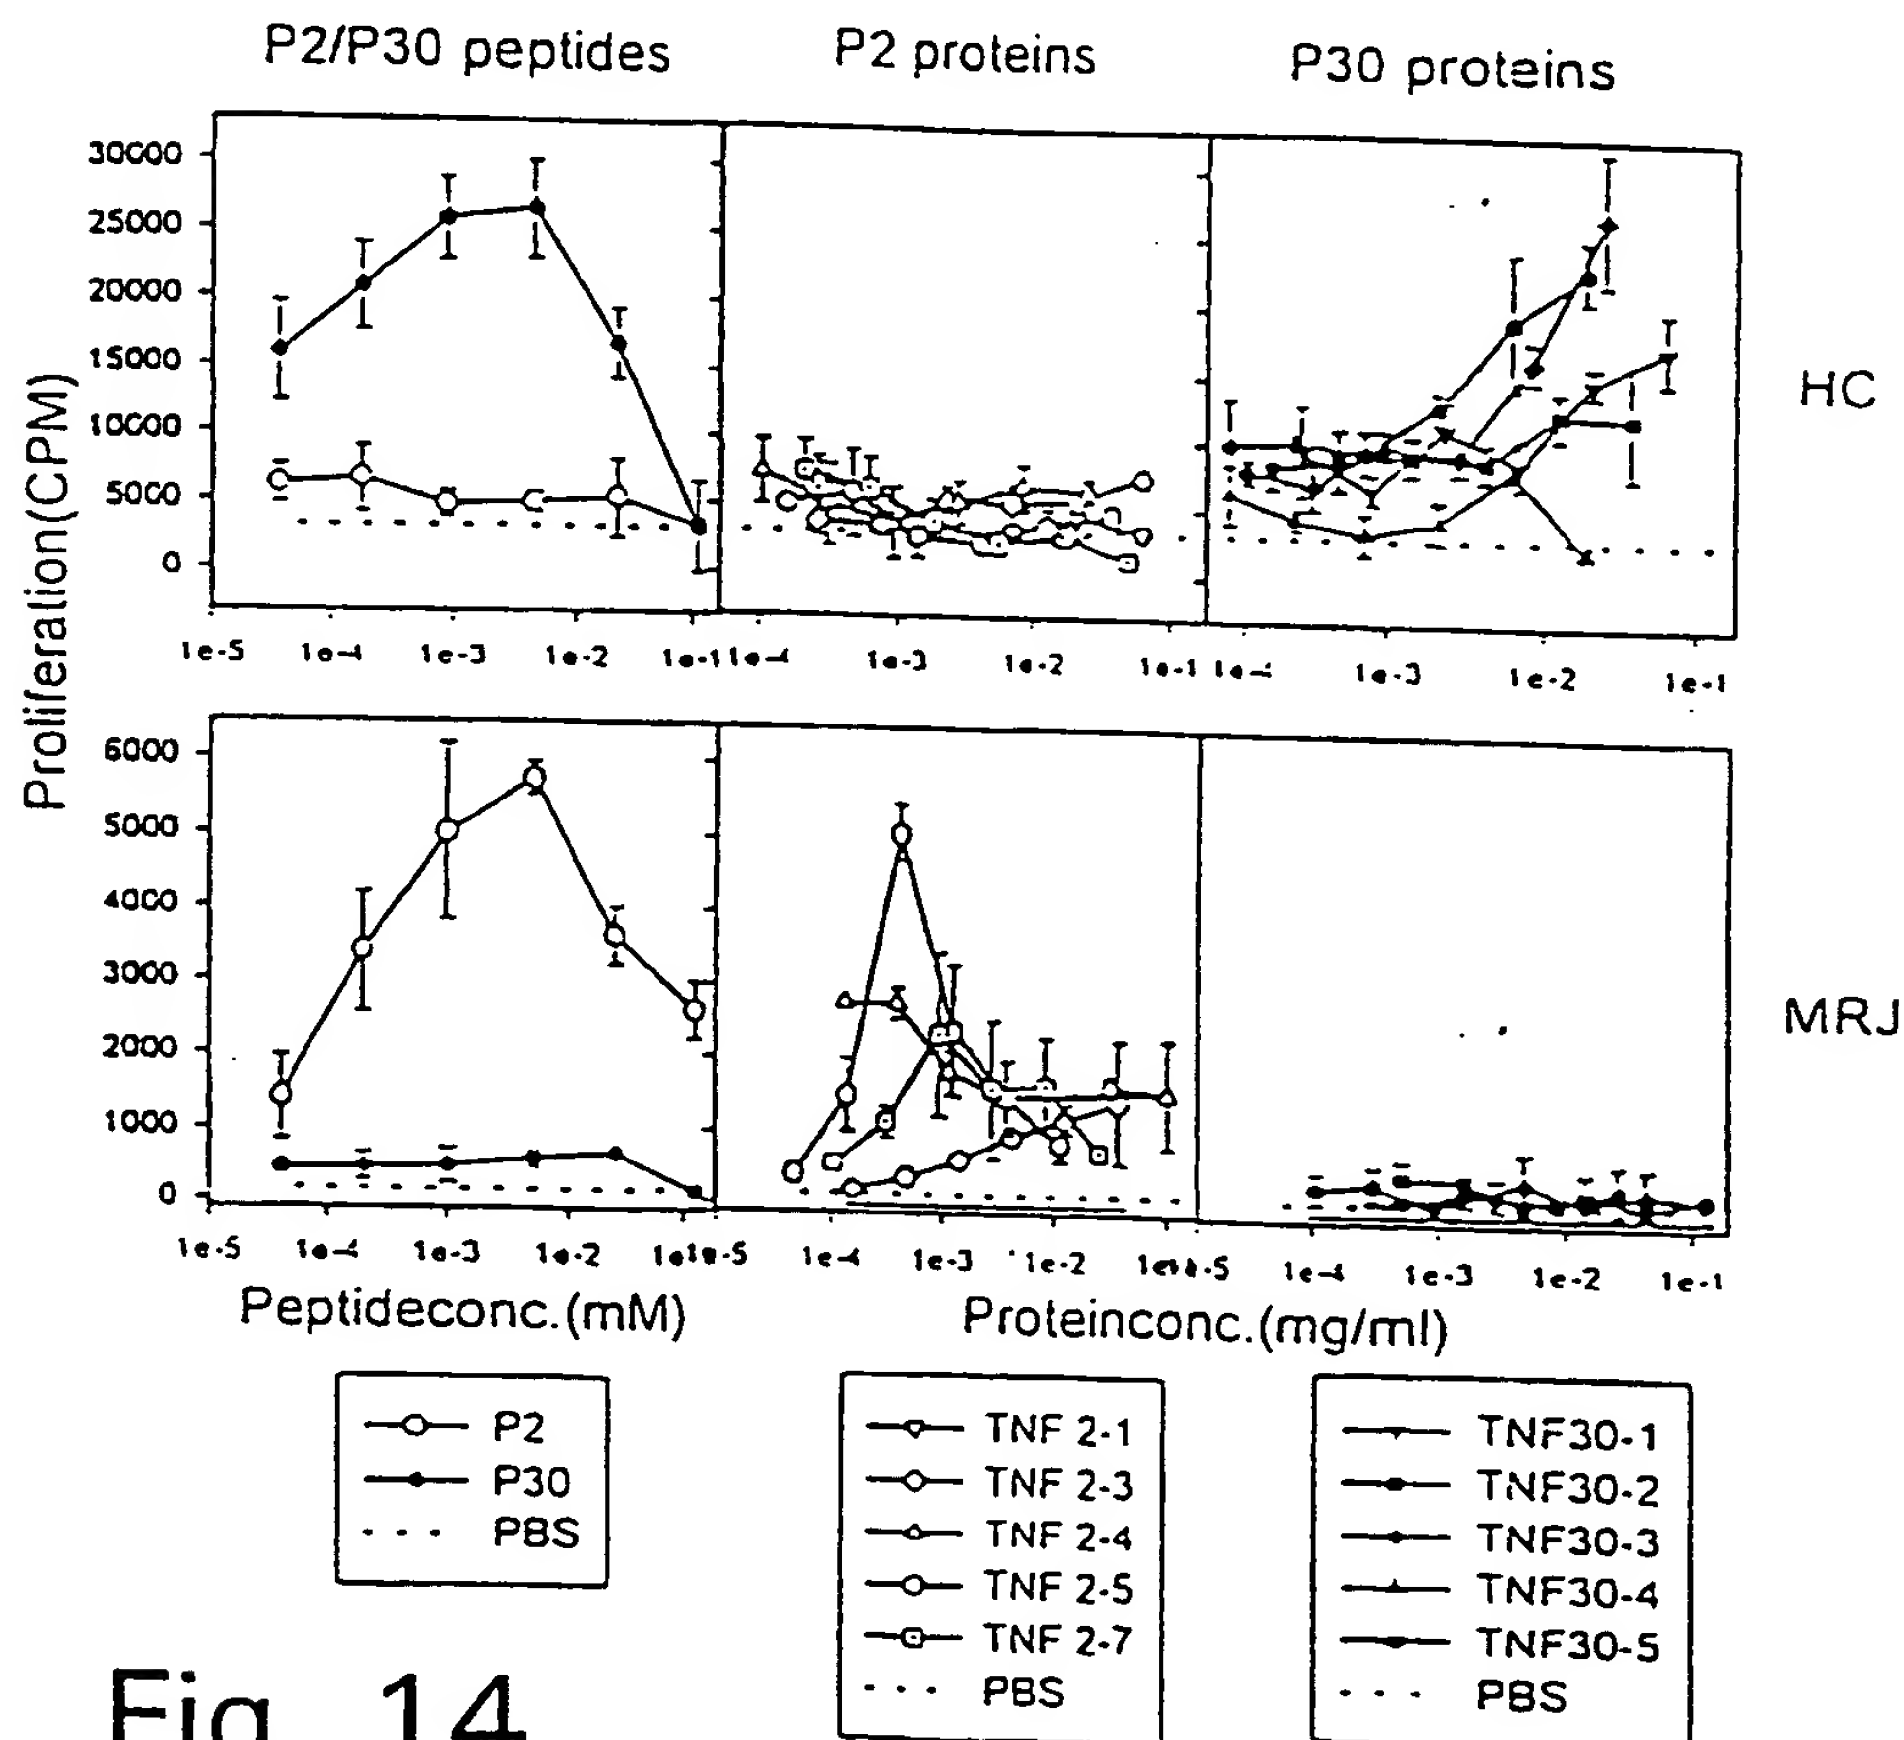 P2/P30 peptides P2 proteins P30 proteins
Proliferation(CPM)
30000
25000
20000
15000
10000
5000
0
HC
1e-5 1e-4 1e-3 1e-2 1e-1 1e-4 1e-3 1e-2 1e-1 1e-4 1e-3 1e-2 1e-1
6000
5000
4000
3000
2000
1000
0
MRJ
1e-5 1e-4 1e-3 1e-2 1e-5 1e-4 1e-3 1e-2 1e-4 1e-3 1e-2 1e-1
Peptideconc.(mM) Proteinconc.(mg/ml)
P2
P30
PBS
TNF 2-1
TNF 2-3
TNF 2-4
TNF 2-5
TNF 2-7
PBS
TNF30-1
TNF30-2
TNF30-3
TNF30-4
TNF30-5
PBS
Fig. 14